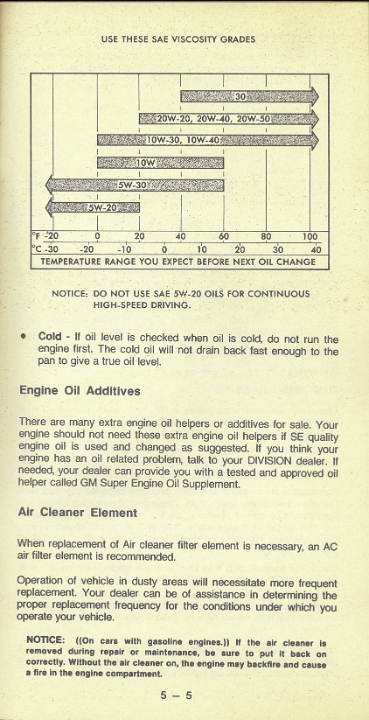 USE THESE SAE VISCOSITY GRADES
30
20W-20, 20W-40, 20W-50
10W-30, 10W-40
10W
5W-30
5W-20
°F -20 0 20 40 60 80 100
°C -30 -20 -10 0 10 20 30 40
TEMPERATURE RANGE YOU EXPECT BEFORE NEXT OIL CHANGE
NOTICE: DO NOT USE SAE 5W-20 OILS FOR CONTINUOUS
HIGH-SPEED DRIVING.
• Cold - If oil level is checked when oil is cold, do not run the
engine first. The cold oil will not drain back fast enough to the
pan to give a true oil level.
Engine Oil Additives
There are many extra engine oil helpers or additives for sale. Your
engine should not need these extra engine oil helpers if SE quality
engine oil is used and changed as suggested. If you think your
engine has an oil related problem, talk to your DIVISION dealer. If
needed, your dealer can provide you with a tested and approved oil
helper called GM Super Engine Oil Supplement.
Air Cleaner Element
When replacement of Air cleaner filter element is necessary, an AC
air filter element is recommended.
Operation of vehicle in dusty areas will necessitate more frequent
replacement. Your dealer can be of assistance in determining the
proper replacement frequency for the conditions under which you
operate your vehicle.
NOTICE: ((On cars with gasoline engines.)) If the air cleaner is
removed during repair or maintenance, be sure to put it back on
correctly. Without the air cleaner on, the engine may backfire and cause
a fire in the engine compartment.
5 – 5